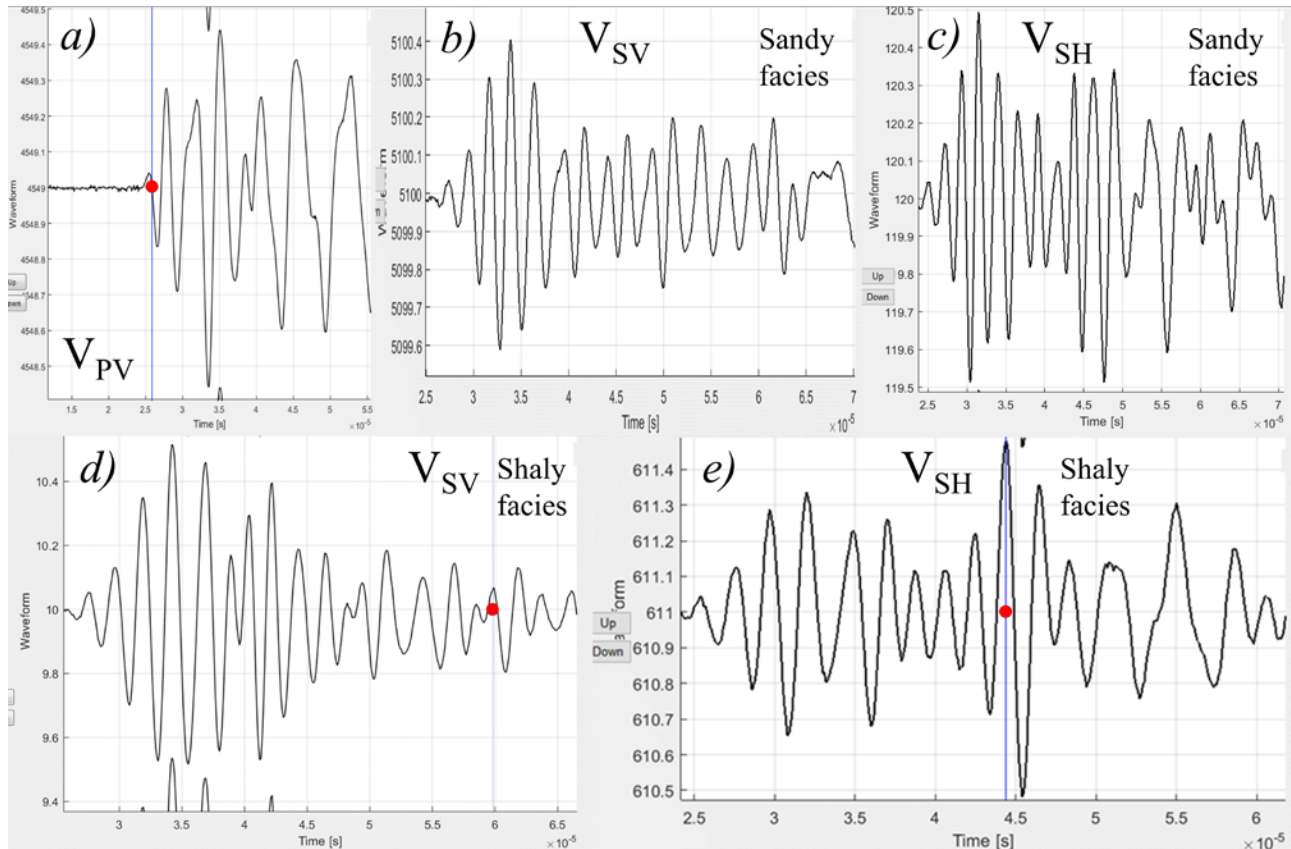 a)
4549.5
4549.4
4549.3
4549.2
4549.1
4549
4548.9
4548.8
4548.7
4548.6
4548.5
Waveform
Up
V_PV
1.5 2 2.5 3 3.5 4 4.5 5 5.5
Time [s]
×10⁻⁵
b)
V_SV
Sandy
facies
5100.4
5100.3
5100.2
5100.1
5100
5099.9
5099.8
5099.7
5099.6
2.5 3 3.5 4 4.5 5 5.5 6 6.5 7
Time [s]
×10⁻⁵
c)
V_SH
Sandy
facies
120.5
120.4
120.3
120.2
120.1
120
119.9
119.8
119.7
119.6
119.5
Waveform
Up
Down
2.5 3 3.5 4 4.5 5 5.5 6 6.5 7
Time [s]
×10⁻⁵
d)
V_SV
Shaly
facies
10.4
10.2
10
9.8
9.6
9.4
Waveform
3 3.5 4 4.5 5 5.5 6 6.5
Time [s]
×10⁻⁵
e)
V_SH
Shaly
facies
611.4
611.3
611.2
611.1
611
610.9
610.8
610.7
610.6
610.5
Up
Down
2.5 3 3.5 4 4.5 5 5.5 6
Time [s]
×10⁻⁵